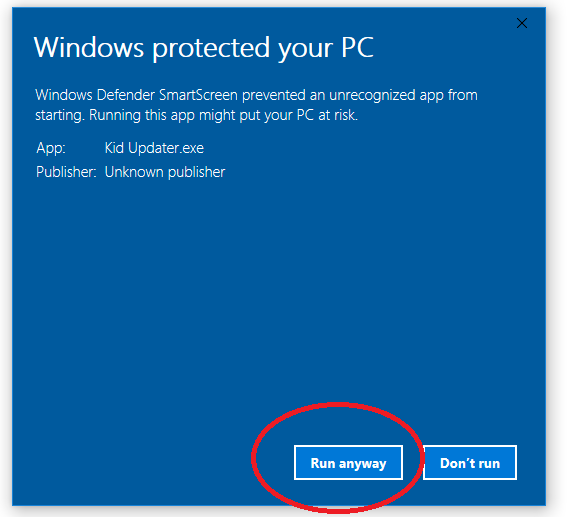 Windows protected your PC
Windows Defender SmartScreen prevented an unrecognized app from
starting. Running this app might put your PC at risk.
App: Kid Updater.exe
Publisher: Unknown publisher
Run anyway Don't run